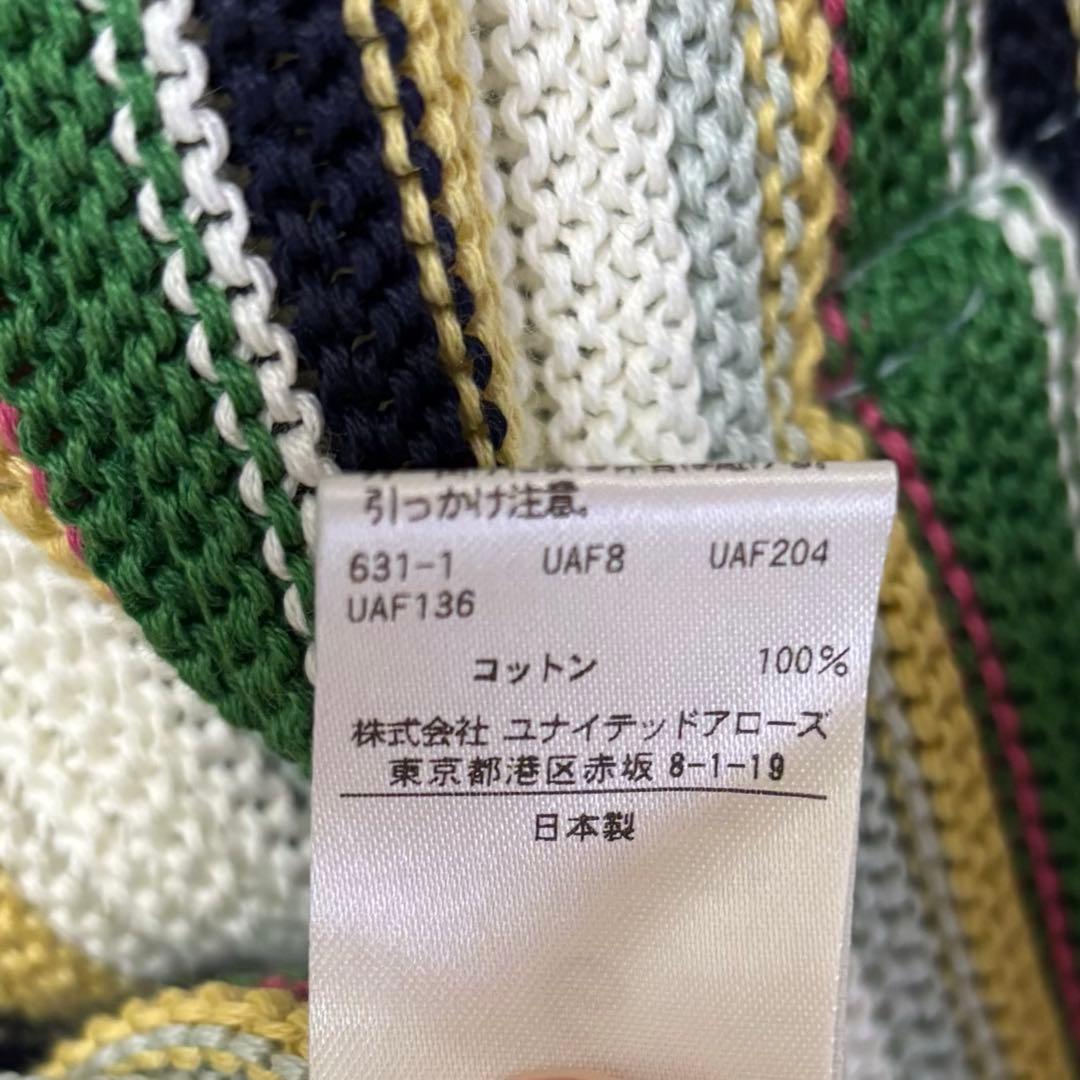 引っかけ注意。
631-1 UAF8 UAF204
UAF136
コットン 100%
株式会社 ユナイテッドアローズ
東京都港区赤坂 8-1-19
日本製